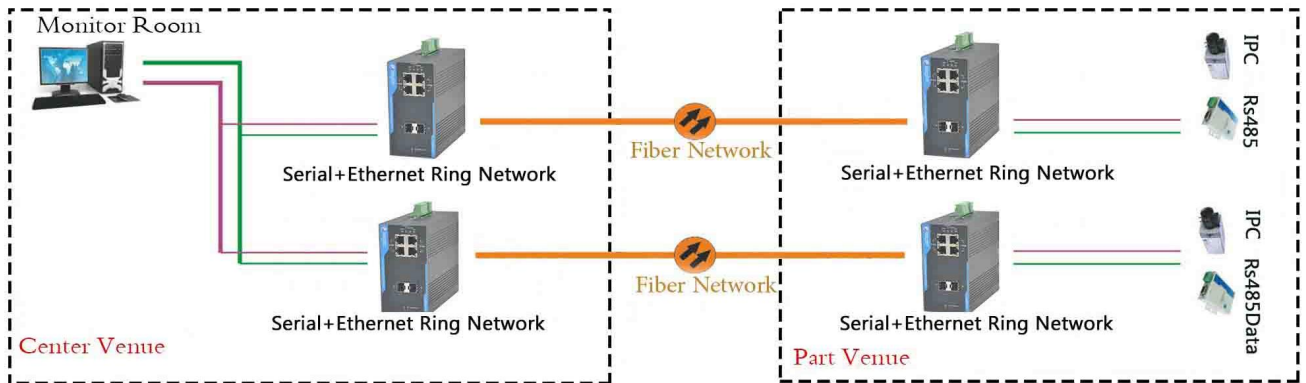 Monitor Room
IPC
Rs485
Fiber Network
Serial+Ethernet Ring Network
Serial+Ethernet Ring Network
IPC
Rs485Data
Fiber Network
Serial+Ethernet Ring Network
Serial+Ethernet Ring Network
Center Venue
Part Venue